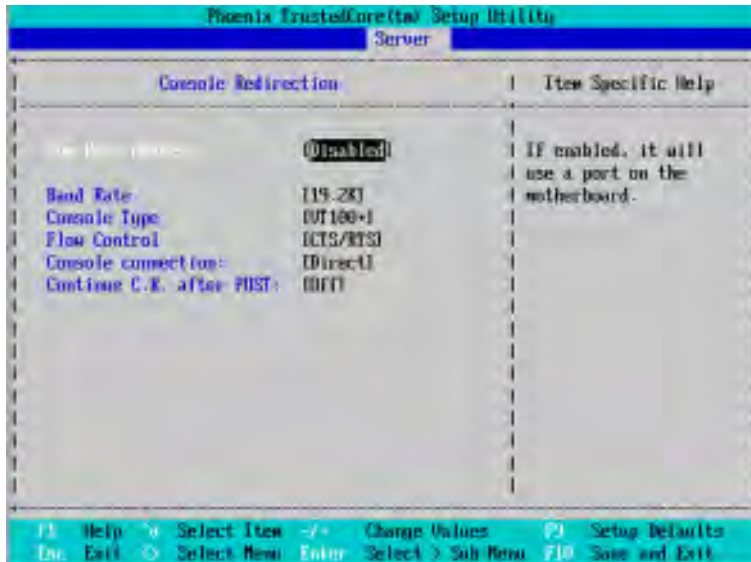 Phoenix TrustedCore(tm) Setup Utility
Server
Console Redirection
Item Specific Help
[Disabled]
If enabled, it will
use a port on the
motherboard.
Baud Rate [19.2K]
Console Type [VT100+]
Flow Control [CTS/RTS]
Console connection: [Direct]
Continue C.R. after POST: [Off]
F1 Help Select Item -/+ Change Values F9 Setup Defaults
Esc Exit Select Menu Enter Select > Sub-Menu F10 Save and Exit